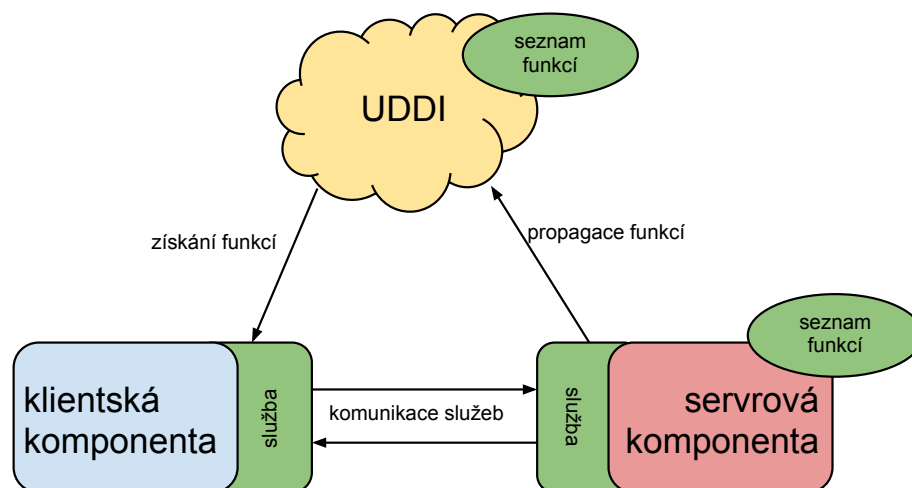 seznam
funkcí
UDDI
získání funkcí
propagace funkcí
seznam
funkcí
klientská
komponenta
služba
komunikace služeb
služba
servrová
komponenta